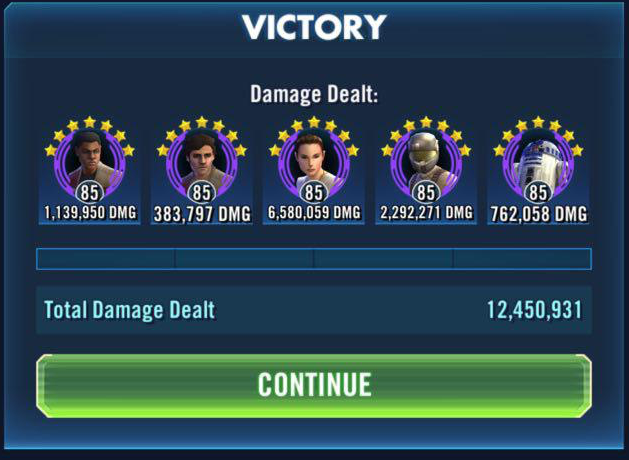 VICTORY
Damage Dealt:
85 85 85 85 85
1,139,950 DMG 383,797 DMG 6,580,059 DMG 2,292,271 DMG 762,058 DMG
Total Damage Dealt 12,450,931
CONTINUE